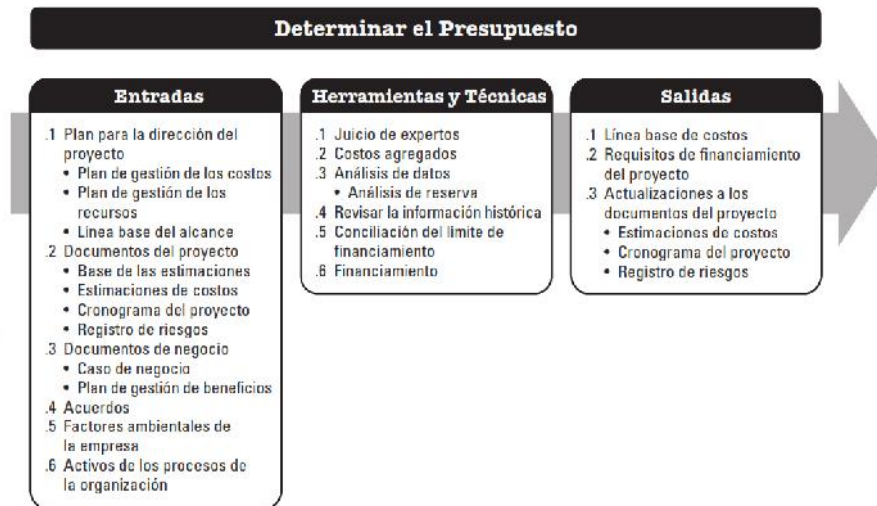 Determinar el Presupuesto
Entradas
.1 Plan para la dirección del
proyecto
• Plan de gestión de los costos
• Plan de gestión de los
recursos
• Línea base del alcance
.2 Documentos del proyecto
• Base de las estimaciones
• Estimaciones de costos
• Cronograma del proyecto
• Registro de riesgos
.3 Documentos de negocio
• Caso de negocio
• Plan de gestión de beneficios
.4 Acuerdos
.5 Factores ambientales de
la empresa
.6 Activos de los procesos de
la organización
Herramientas y Técnicas
.1 Juicio de expertos
.2 Costos agregados
.3 Análisis de datos
• Análisis de reserva
.4 Revisar la información histórica
.5 Conciliación del límite de
financiamiento
.6 Financiamiento
Salidas
.1 Línea base de costos
.2 Requisitos de financiamiento
del proyecto
.3 Actualizaciones a los
documentos del proyecto
• Estimaciones de costos
• Cronograma del proyecto
• Registro de riesgos